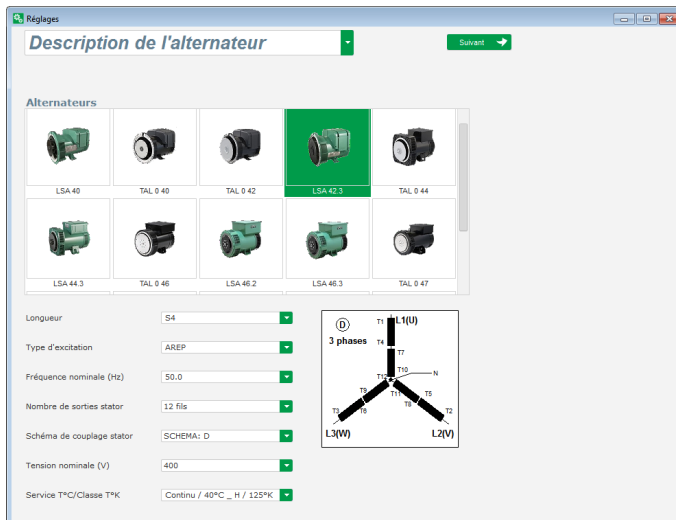 Réglages
Description de l'alternateur
Suivant
Alternateurs
LSA 40
TAL 0 40
TAL 0 42
LSA 42.3
TAL 0 44
LSA 44.3
TAL 0 46
LSA 46.2
LSA 46.3
TAL 0 47
Longueur S4
Type d'excitation AREP
Fréquence nominale (Hz) 50.0
Nombre de sorties stator 12 fils
Schéma de couplage stator SCHEMA: D
Tension nominale (V) 400
Service T°C/Classe T°K Continu / 40°C _ H / 125°K
D
3 phases
T1 L1(U)
T4
T7
T10
T12
N
T9
T11
T5
T3
T6
T8
T2
L3(W)
L2(V)